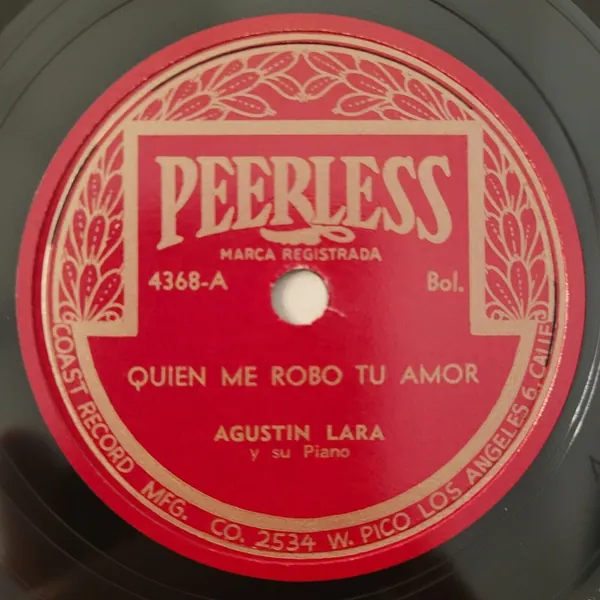 PEERLESS
MARCA REGISTRADA
4368-A
Bol.
QUIEN ME ROBO TU AMOR
AGUSTIN LARA
y su Piano
COAST RECORD MFG. CO. 2534 W. PICO LOS ANGELES 6, CALIF.